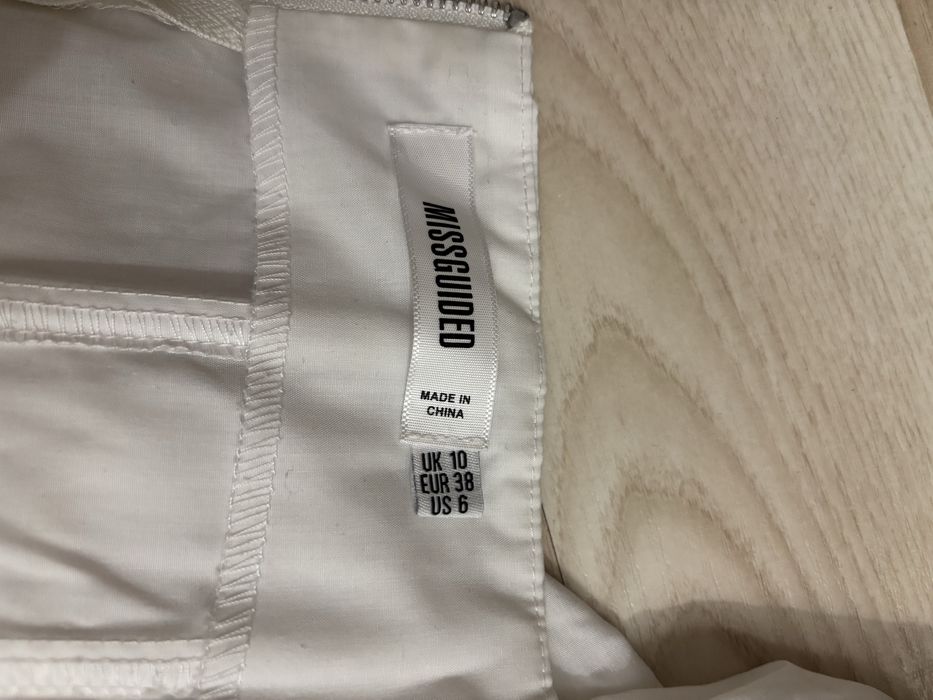 MISSGUIDED
MADE IN
CHINA
UK 10
EUR 38
US 6